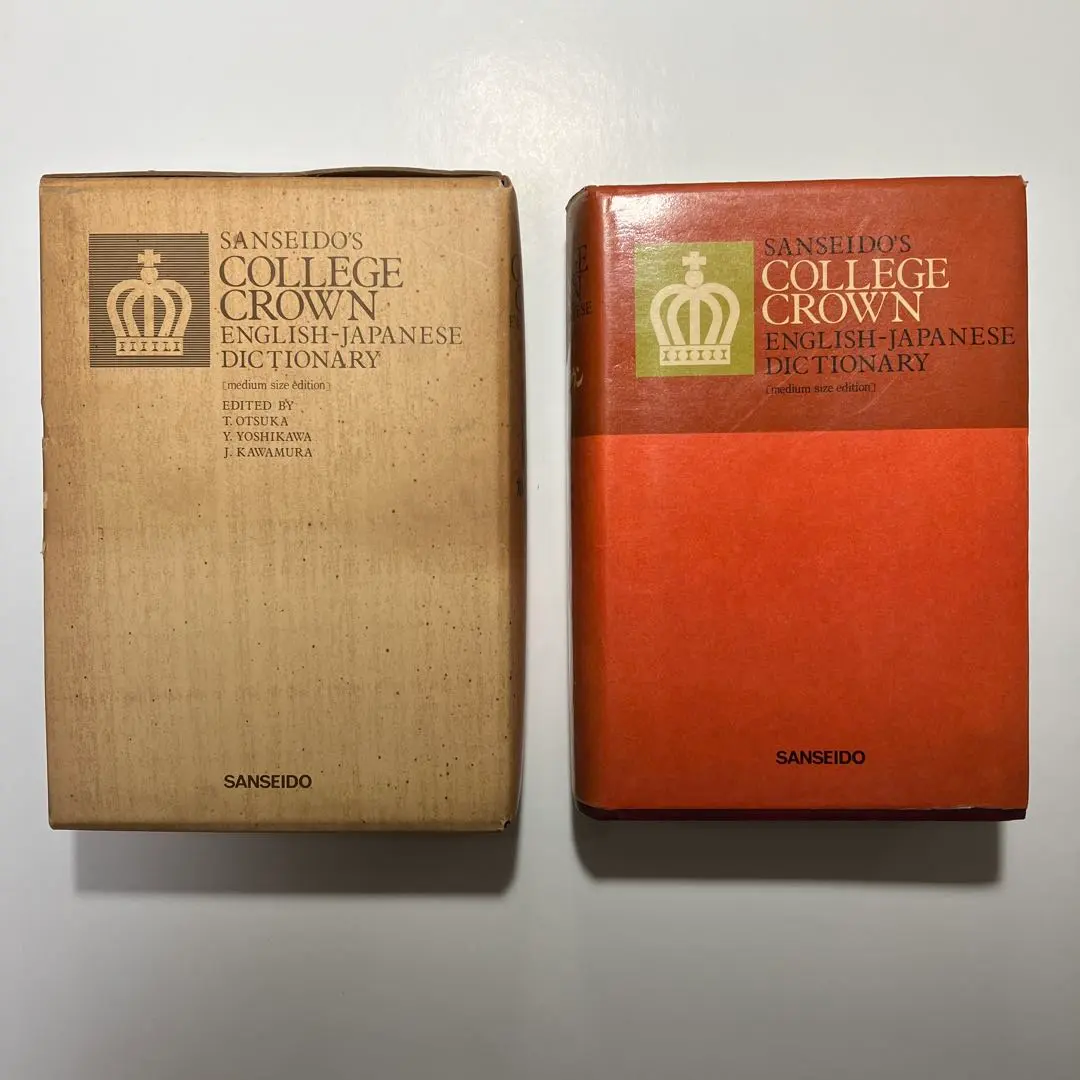 SANSEIDO'S
COLLEGE
CROWN
ENGLISH-JAPANESE
DICTIONARY
[medium size edition]
EDITED BY
T. OTSUKA
Y. YOSHIKAWA
J. KAWAMURA
SANSEIDO
SANSEIDO'S
COLLEGE
CROWN
ENGLISH-JAPANESE
DICTIONARY
[medium size edition]
SANSEIDO